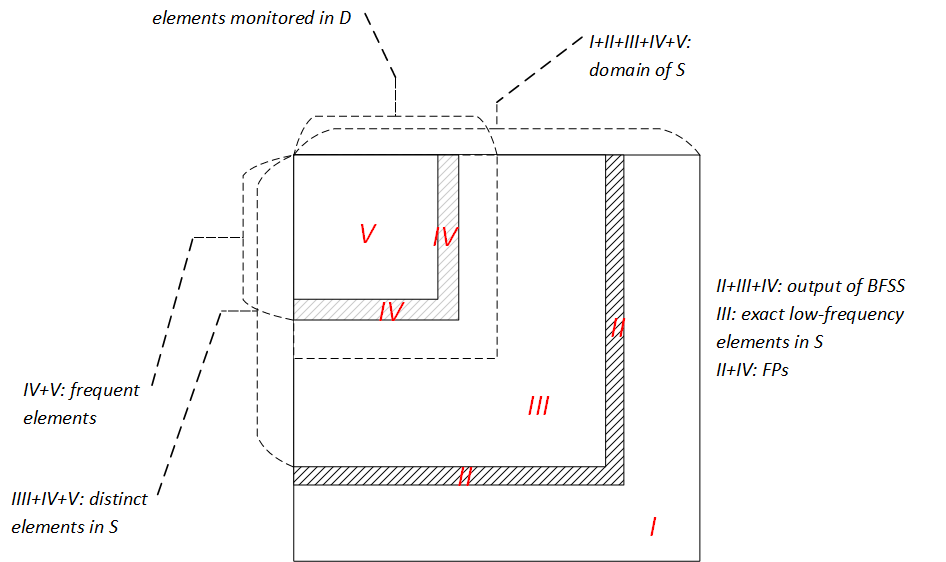 elements monitored in D
I+II+III+IV+V:
domain of S
V
IV
IV
II
II+III+IV: output of BFSS
III: exact low-frequency
elements in S
II+IV: FPs
IV+V: frequent
elements
III
II
IIII+IV+V: distinct
elements in S
I